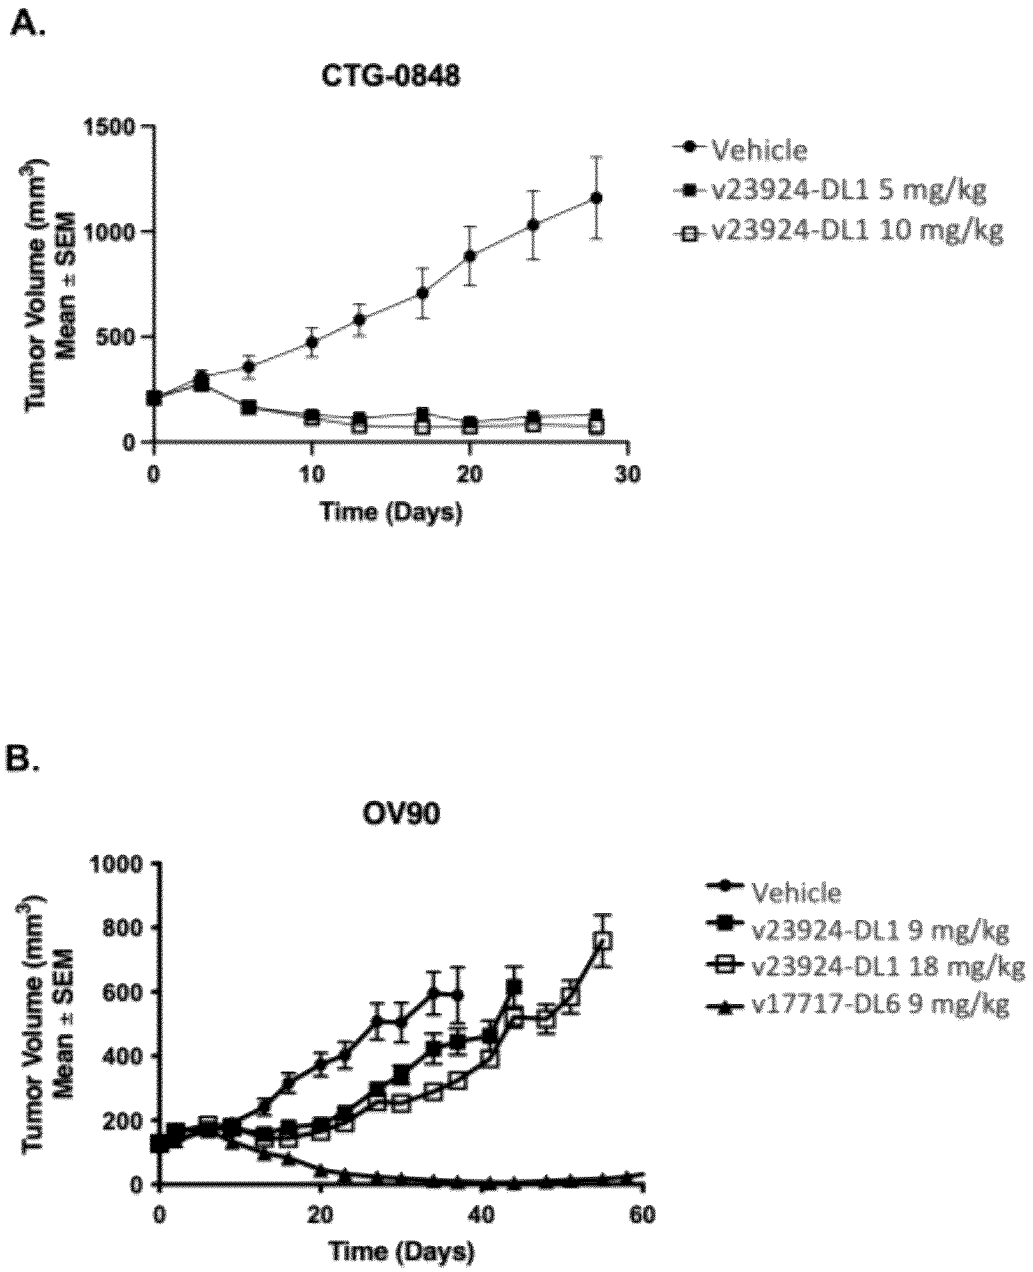 A.
CTG-0848
Tumor Volume (mm³)
Mean ± SEM
1500
1000
500
0
0 10 20 30
Time (Days)
Vehicle
v23924-DL1 5 mg/kg
v23924-DL1 10 mg/kg
B.
OV90
Tumor Volume (mm³)
Mean ± SEM
1000
800
600
400
200
0
0 20 40 60
Time (Days)
Vehicle
v23924-DL1 9 mg/kg
v23924-DL1 18 mg/kg
v17717-DL6 9 mg/kg